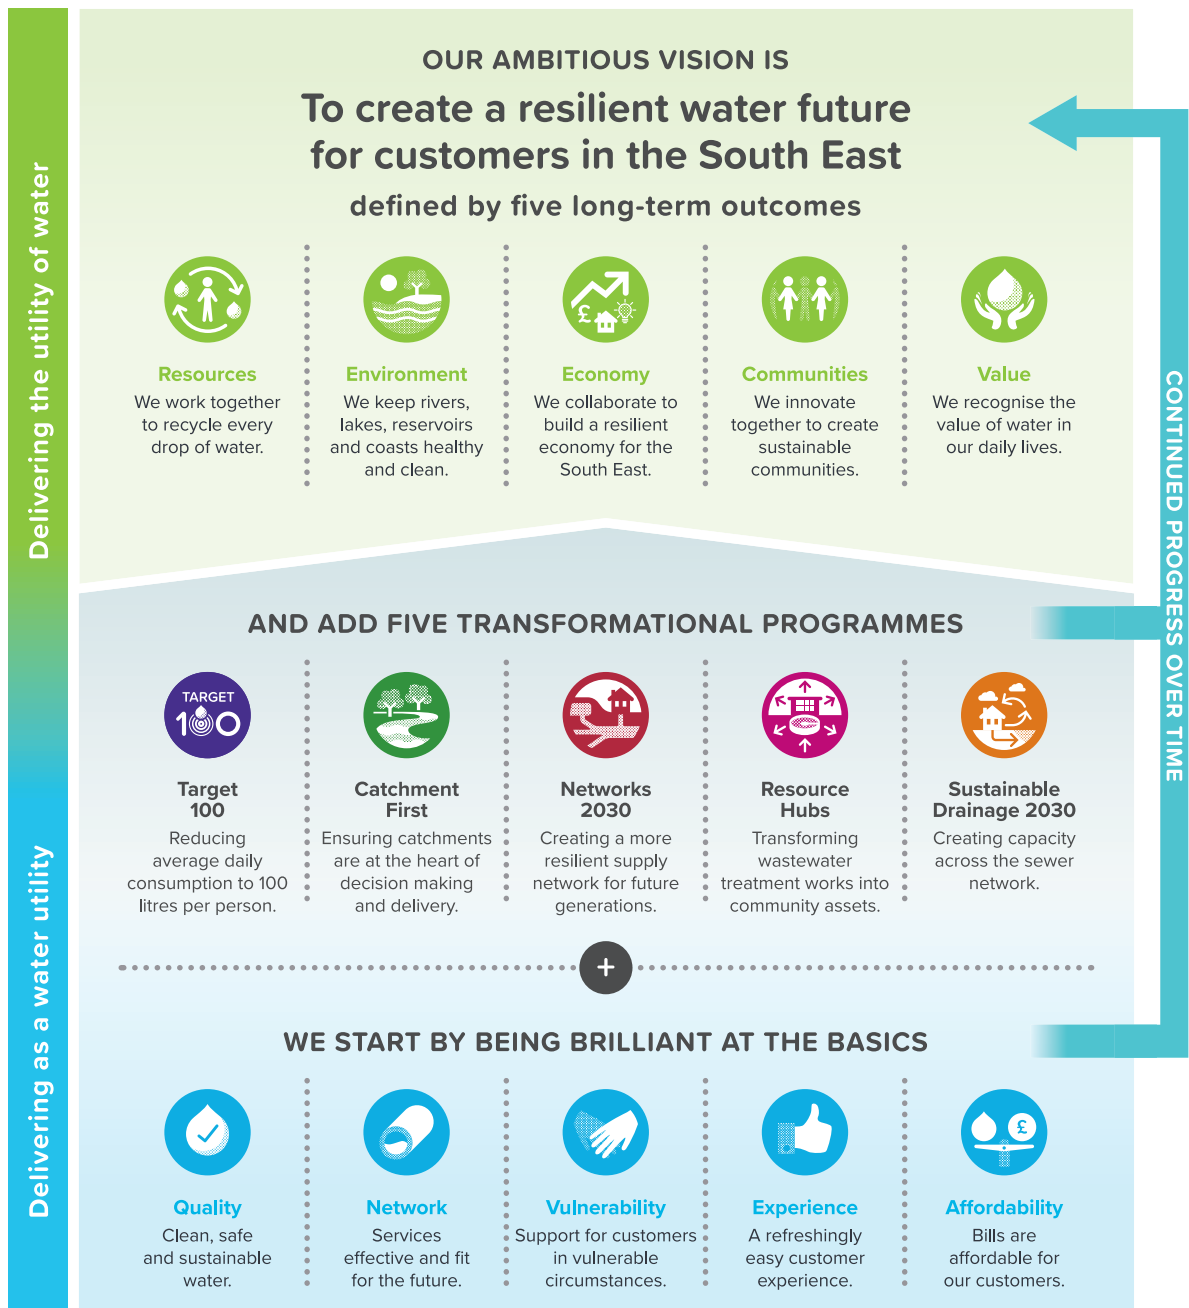 OUR AMBITIOUS VISION IS
To create a resilient water future
for customers in the South East
defined by five long-term outcomes
Delivering the utility of water
£
Resources
We work together
to recycle every
drop of water.
Environment
We keep rivers,
lakes, reservoirs
and coasts healthy
and clean.
Economy
We collaborate to
build a resilient
economy for the
South East.
Communities
We innovate
together to create
sustainable
communities.
Value
We recognise the
value of water in
our daily lives.
CONTINUED PROGRESS OVER TIME
AND ADD FIVE TRANSFORMATIONAL PROGRAMMES
TARGET
100
Target
100
Reducing
average daily
consumption to 100
litres per person.
Catchment
First
Ensuring catchments
are at the heart of
decision making
and delivery.
Networks
2030
Creating a more
resilient supply
network for future
generations.
Resource
Hubs
Transforming
wastewater
treatment works into
community assets.
Sustainable
Drainage 2030
Creating capacity
across the sewer
network.
Delivering as a water utility
+
WE START BY BEING BRILLIANT AT THE BASICS
£
Quality
Clean, safe
and sustainable
water.
Network
Services
effective and fit
for the future.
Vulnerability
Support for customers
in vulnerable
circumstances.
Experience
A refreshingly
easy customer
experience.
Affordability
Bills are
affordable for
our customers.